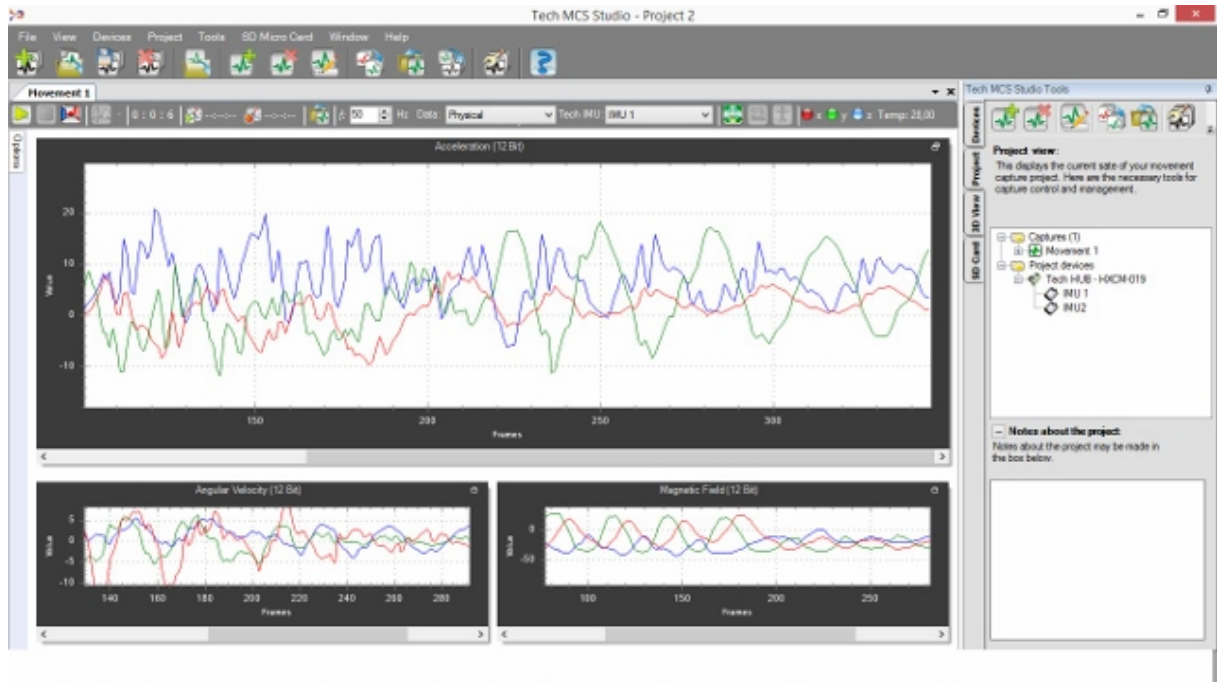 Tech MCS Studio - Project 2
File View Devices Project Tools SD Micro Card Window Help
Movement 1
0 : 0 : 6 --:--:-- --:--:-- f: 50 Hz Data: Physical Tech IMU: IMU 1 x y z Temp: 28,00
Options
Acceleration (12 Bit)
Value
20
10
0
-10
150 200 250 300
Frames
Angular Velocity (12 Bit)
Value
5
0
-5
-10
140 160 180 200 220 240 260 280
Frames
Magnetic Field (12 Bit)
Value
0
-50
100 150 200 250
Frames
Tech MCS Studio Tools
Devices
Project
3D View
SD Card
Project view:
This displays the current sate of your movement
capture project. Here are the necessary tools for
capture control and management.
Captures (1)
Movement 1
Project devices
Tech HUB - HXCM-019
IMU 1
IMU2
Notes about the project:
Notes about the project may be made in
the box below.